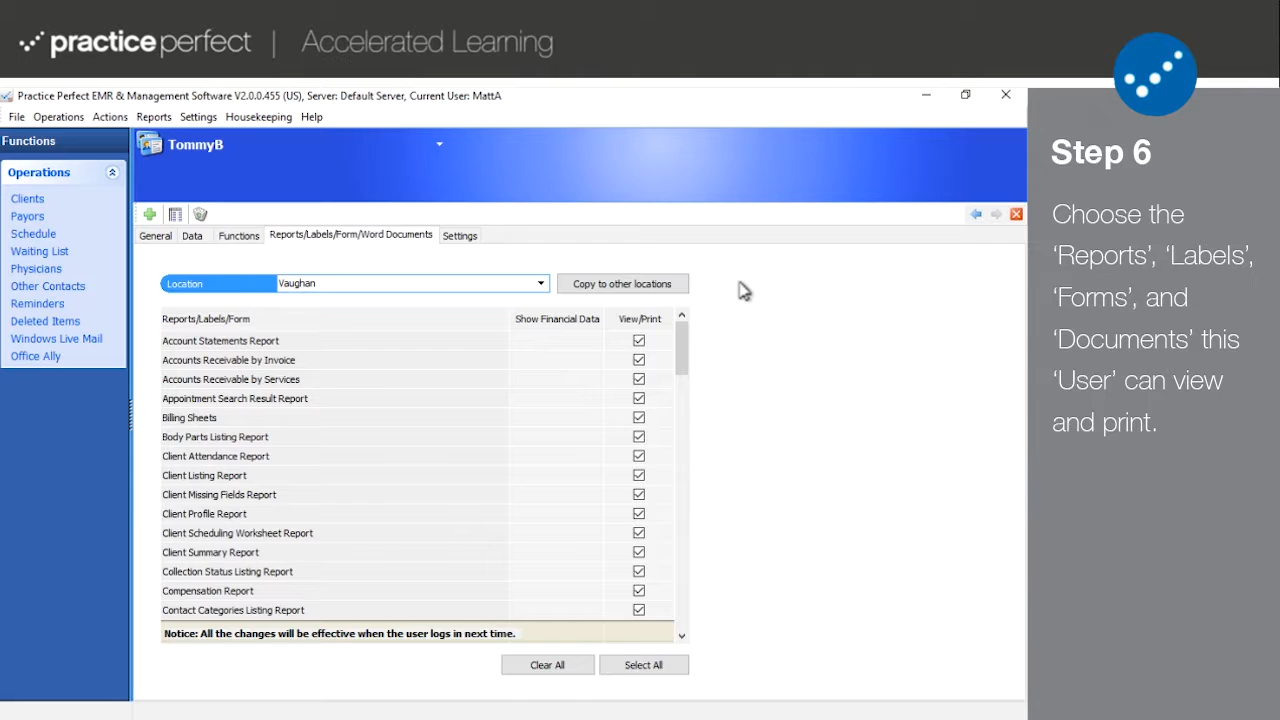 practiceperfect | Accelerated Learning
Practice Perfect EMR & Management Software V2.0.0.455 (US), Server: Default Server, Current User: MattA
File Operations Actions Reports Settings Housekeeping Help
Functions
Operations
Clients
Payors
Schedule
Waiting List
Physicians
Other Contacts
Reminders
Deleted Items
Windows Live Mail
Office Ally
TommyB
General Data Functions Reports/Labels/Form/Word Documents Settings
Location Vaughan Copy to other locations
Reports/Labels/Form Show Financial Data View/Print
Account Statements Report
Accounts Receivable by Invoice
Accounts Receivable by Services
Appointment Search Result Report
Billing Sheets
Body Parts Listing Report
Client Attendance Report
Client Listing Report
Client Missing Fields Report
Client Profile Report
Client Scheduling Worksheet Report
Client Summary Report
Collection Status Listing Report
Compensation Report
Contact Categories Listing Report
Notice: All the changes will be effective when the user logs in next time.
Clear All Select All
Step 6
Choose the
‘Reports’, ‘Labels’,
‘Forms’, and
‘Documents’ this
‘User’ can view
and print.